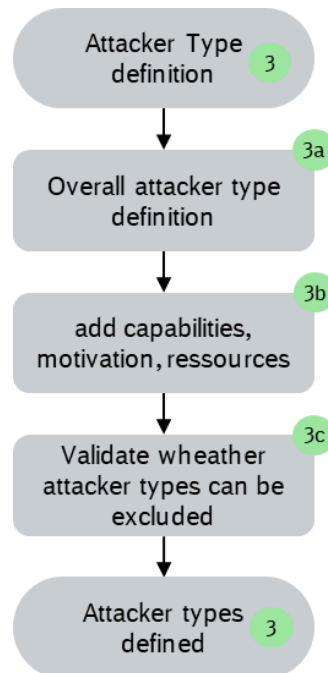 Attacker Type
definition
3
3a
Overall attacker type
definition
3b
add capabilities,
motivation, ressources
3c
Validate wheather
attacker types can be
excluded
Attacker types
defined
3